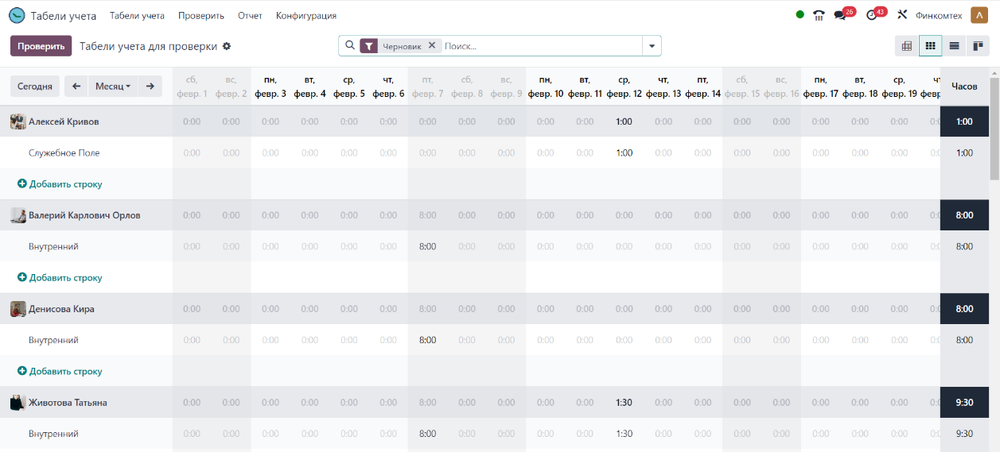 Табели учета Табели учета Проверить Отчет Конфигурация 26 43 Финкомтех Λ
Проверить Табели учета для проверки Черновик Поиск...
Сегодня Месяц сб, февр. 1 вс, февр. 2 пн, февр. 3 вт, февр. 4 ср, февр. 5 чт, февр. 6 пт, февр. 7 сб, февр. 8 вс, февр. 9 пн, февр. 10 вт, февр. 11 ср, февр. 12 чт, февр. 13 пт, февр. 14 сб, февр. 15 вс, февр. 16 пн, февр. 17 вт, февр. 18 ср, февр. 19 Часов
Алексей Кривов 0:00 0:00 0:00 0:00 0:00 0:00 0:00 0:00 0:00 0:00 0:00 1:00 0:00 0:00 0:00 0:00 0:00 0:00 0:00 1:00
Служебное Поле 0:00 0:00 0:00 0:00 0:00 0:00 0:00 0:00 0:00 0:00 0:00 1:00 0:00 0:00 0:00 0:00 0:00 0:00 0:00 1:00
Добавить строку
Валерий Карлович Орлов 0:00 0:00 0:00 0:00 0:00 0:00 8:00 0:00 0:00 0:00 0:00 0:00 0:00 0:00 0:00 0:00 0:00 0:00 0:00 8:00
Внутренний 0:00 0:00 0:00 0:00 0:00 0:00 8:00 0:00 0:00 0:00 0:00 0:00 0:00 0:00 0:00 0:00 0:00 0:00 0:00 8:00
Добавить строку
Денисова Кира 0:00 0:00 0:00 0:00 0:00 0:00 8:00 0:00 0:00 0:00 0:00 0:00 0:00 0:00 0:00 0:00 0:00 0:00 0:00 8:00
Внутренний 0:00 0:00 0:00 0:00 0:00 0:00 8:00 0:00 0:00 0:00 0:00 0:00 0:00 0:00 0:00 0:00 0:00 0:00 0:00 8:00
Добавить строку
Животова Татьяна 0:00 0:00 0:00 0:00 0:00 0:00 8:00 0:00 0:00 0:00 0:00 1:30 0:00 0:00 0:00 0:00 0:00 0:00 0:00 9:30
Внутренний 0:00 0:00 0:00 0:00 0:00 0:00 8:00 0:00 0:00 0:00 0:00 1:30 0:00 0:00 0:00 0:00 0:00 0:00 0:00 9:30